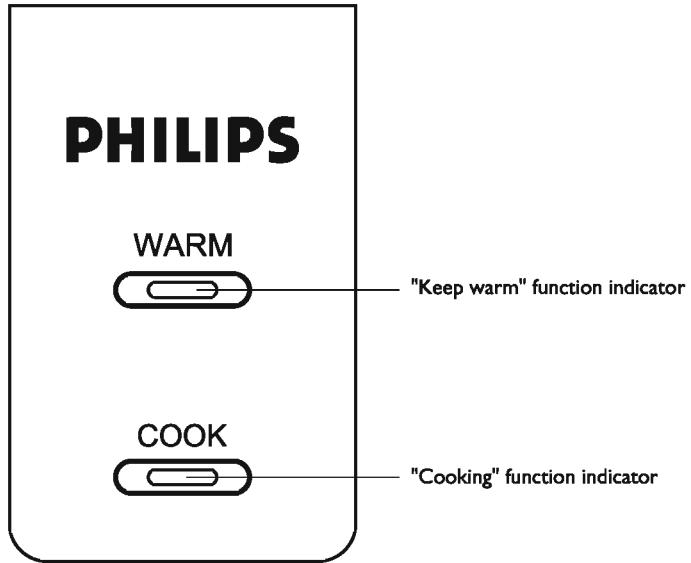 PHILIPS
WARM
"Keep warm" function indicator
COOK
"Cooking" function indicator